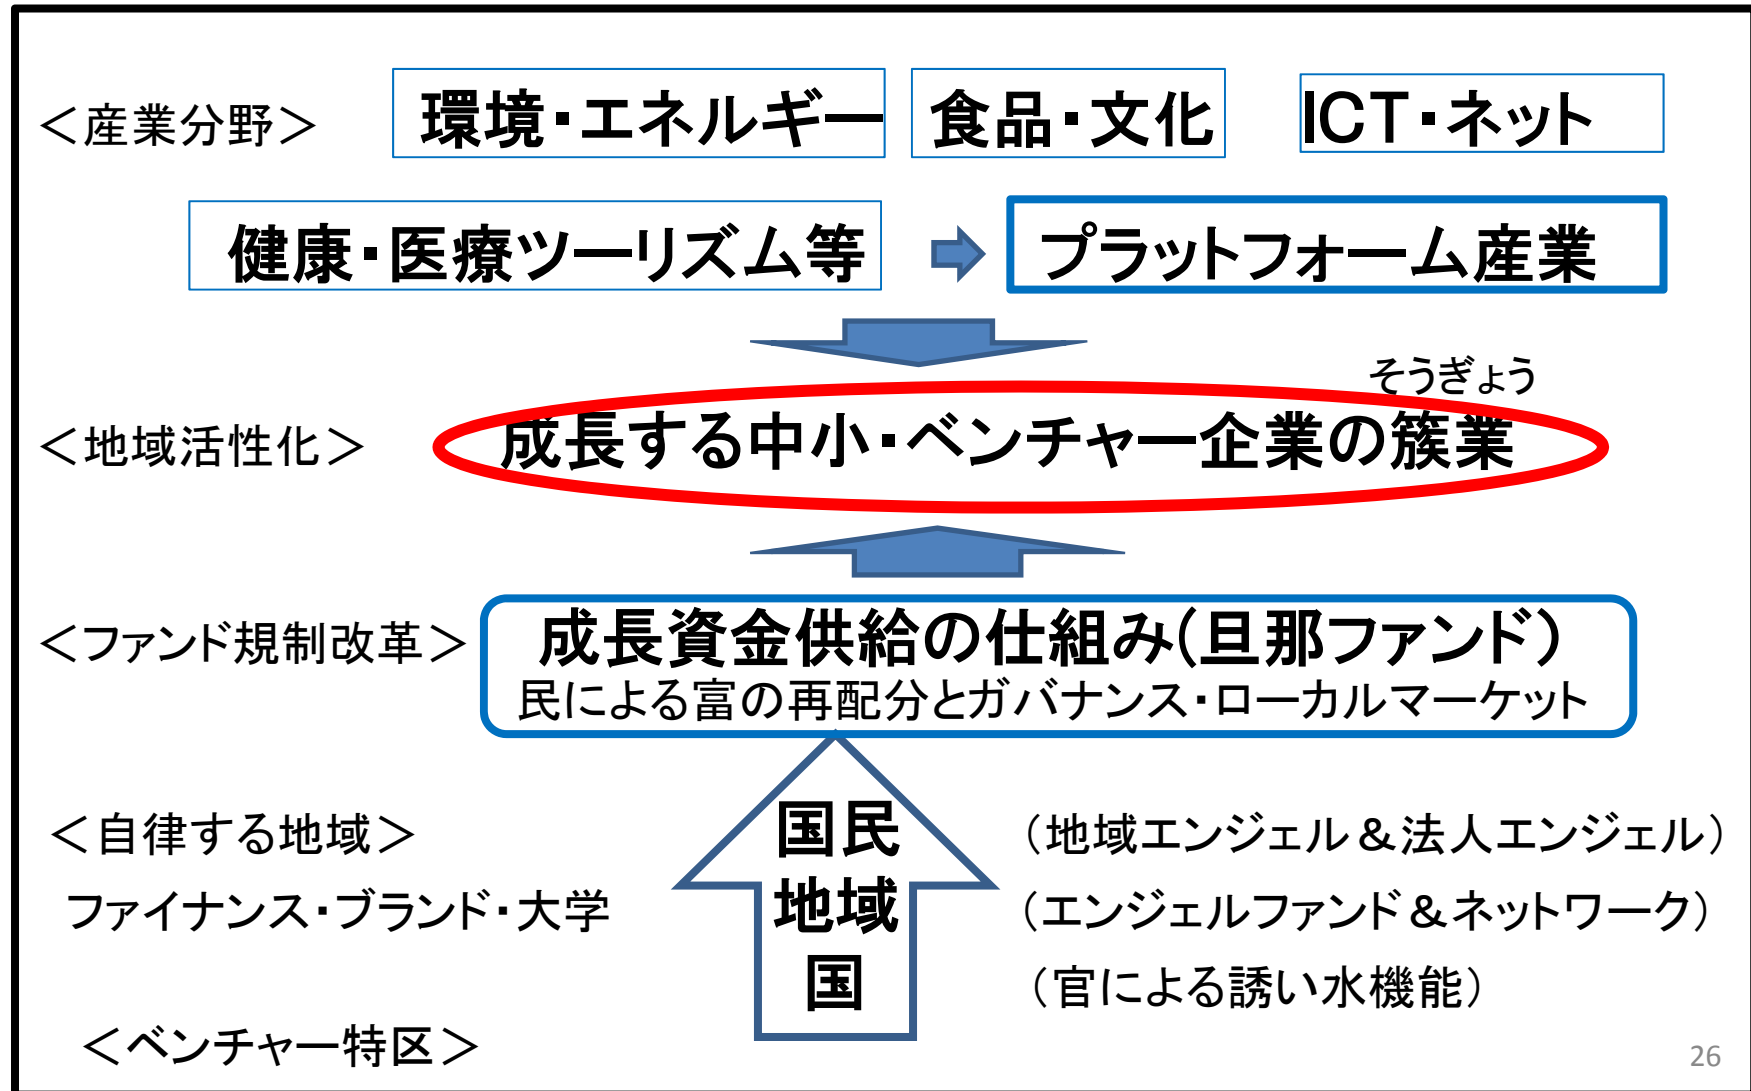 ＜産業分野＞ 環境・エネルギー 食品・文化 ICT・ネット
健康・医療ツーリズム等 プラットフォーム産業
そうぎょう
＜地域活性化＞ 成長する中小・ベンチャー企業の簇業
＜ファンド規制改革＞ 成長資金供給の仕組み(旦那ファンド）
民による富の再配分とガバナンス・ローカルマーケット
＜自律する地域＞ 国民 （地域エンジェル＆法人エンジェル）
ファイナンス・ブランド・大学 地域 （エンジェルファンド＆ネットワーク）
国 （官による誘い水機能）
＜ベンチャー特区＞
26